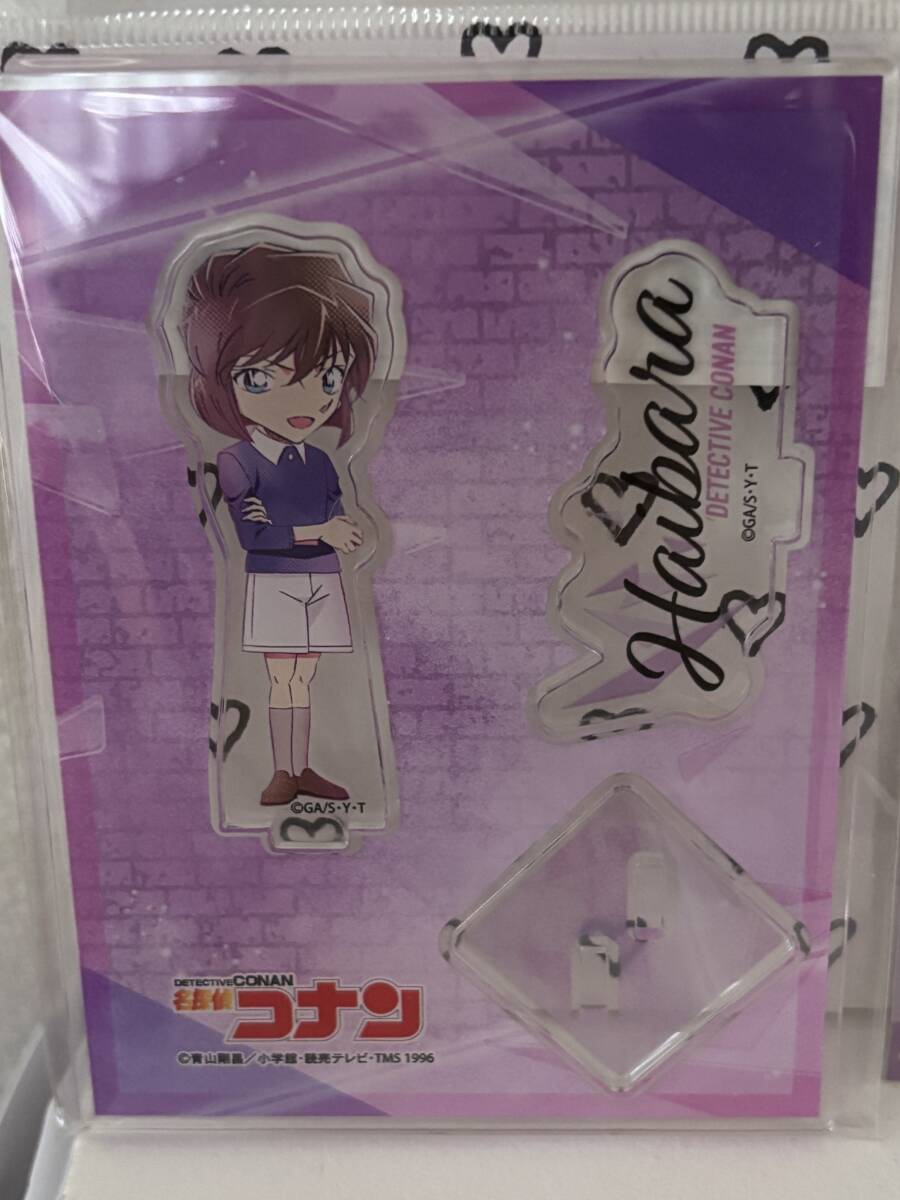 Haibara
DETECTIVE CONAN
©GA/S・Y・T
©GA/S・Y・T
DETECTIVE CONAN
名探偵コナン
©青山剛昌／小学館・読売テレビ・TMS 1996